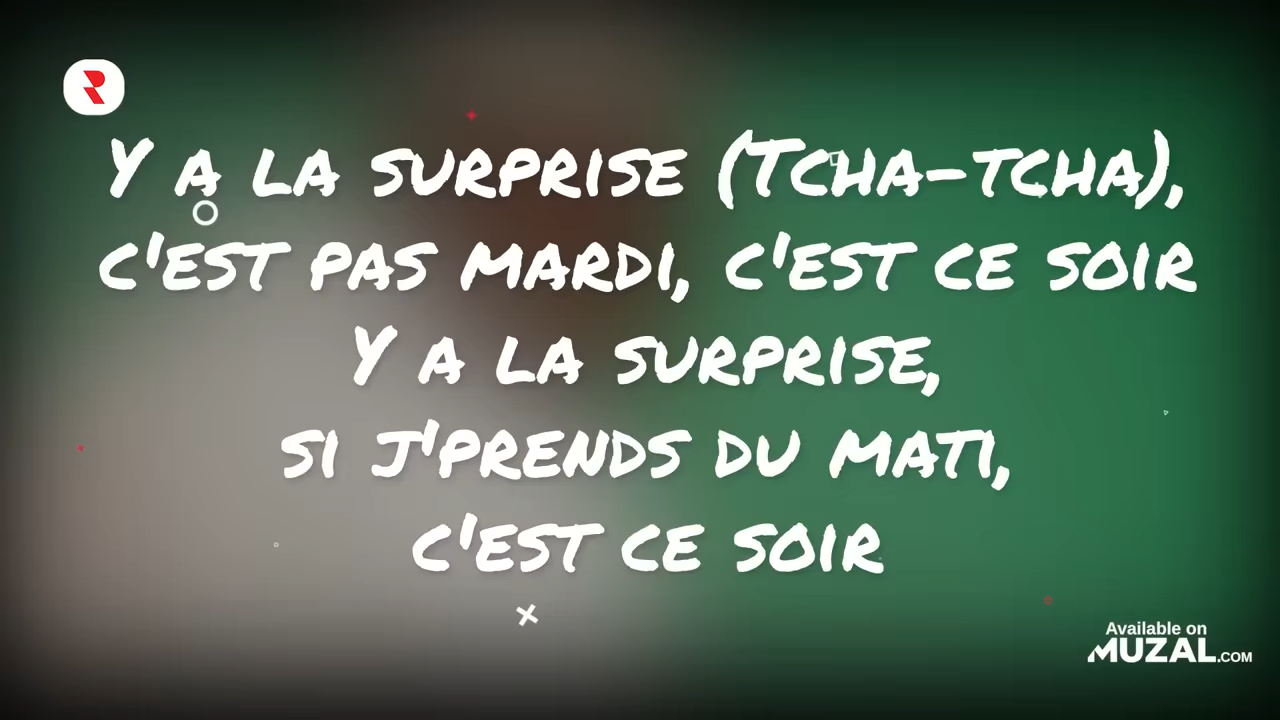 Y A LA SURPRISE (TCHA-TCHA),
C'EST PAS MARDI, C'EST CE SOIR
Y A LA SURPRISE,
SI J'PRENDS DU MATI,
C'EST CE SOIR
Available on
MUZAL.COM